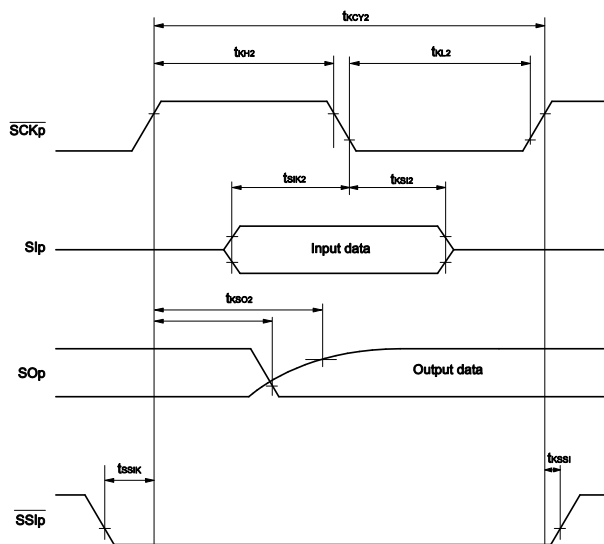 tKCY2
tKH2
tKL2
SCKp
tSIK2
tKSI2
SIp
Input data
tKSO2
SOp
Output data
tSSIK
tKSSI
SSIp